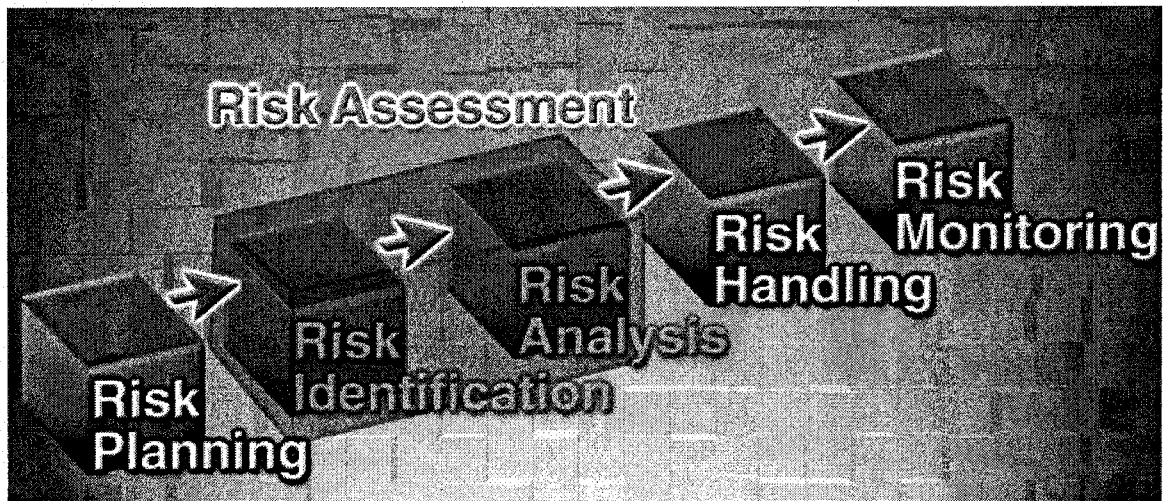 Risk Assessment
Risk
Planning
Risk
Identification
Risk
Analysis
Risk
Handling
Risk
Monitoring